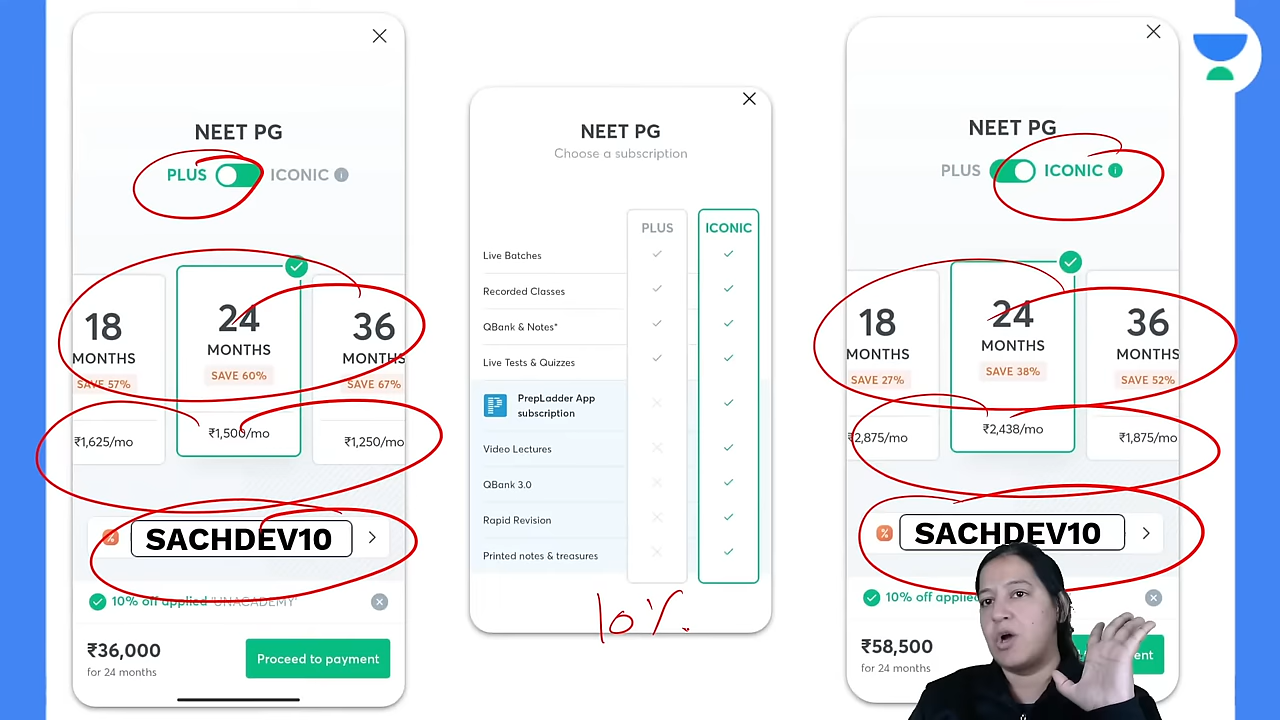 NEET PG
PLUS ICONIC i
18 MONTHS
SAVE 57%
₹1,625/mo
24 MONTHS
SAVE 60%
₹1,500/mo
36 MONTHS
SAVE 67%
₹1,250/mo
SACHDEV10
10% off applied 'UNACADEMY'
₹36,000
for 24 months
Proceed to payment
NEET PG
Choose a subscription
PLUS ICONIC
Live Batches
Recorded Classes
QBank & Notes*
Live Tests & Quizzes
PrepLadder App
subscription
Video Lectures
QBank 3.0
Rapid Revision
Printed notes & treasures
10%
NEET PG
PLUS ICONIC i
18 MONTHS
SAVE 27%
₹2,875/mo
24 MONTHS
SAVE 38%
₹2,438/mo
36 MONTHS
SAVE 52%
₹1,875/mo
SACHDEV10
10% off applied
₹58,500
for 24 months